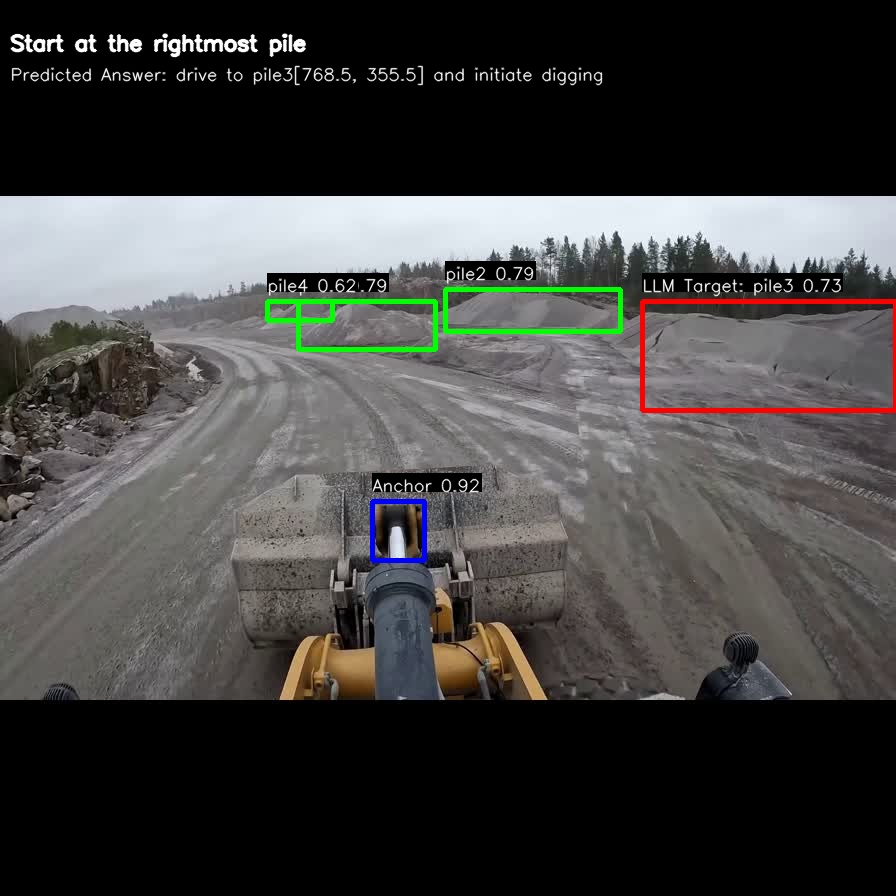 Start at the rightmost pile
Predicted Answer: drive to pile3[768.5, 355.5] and initiate digging
pile2 0.79
pile4 0.62
.79
LLM Target: pile3 0.73
Anchor 0.92